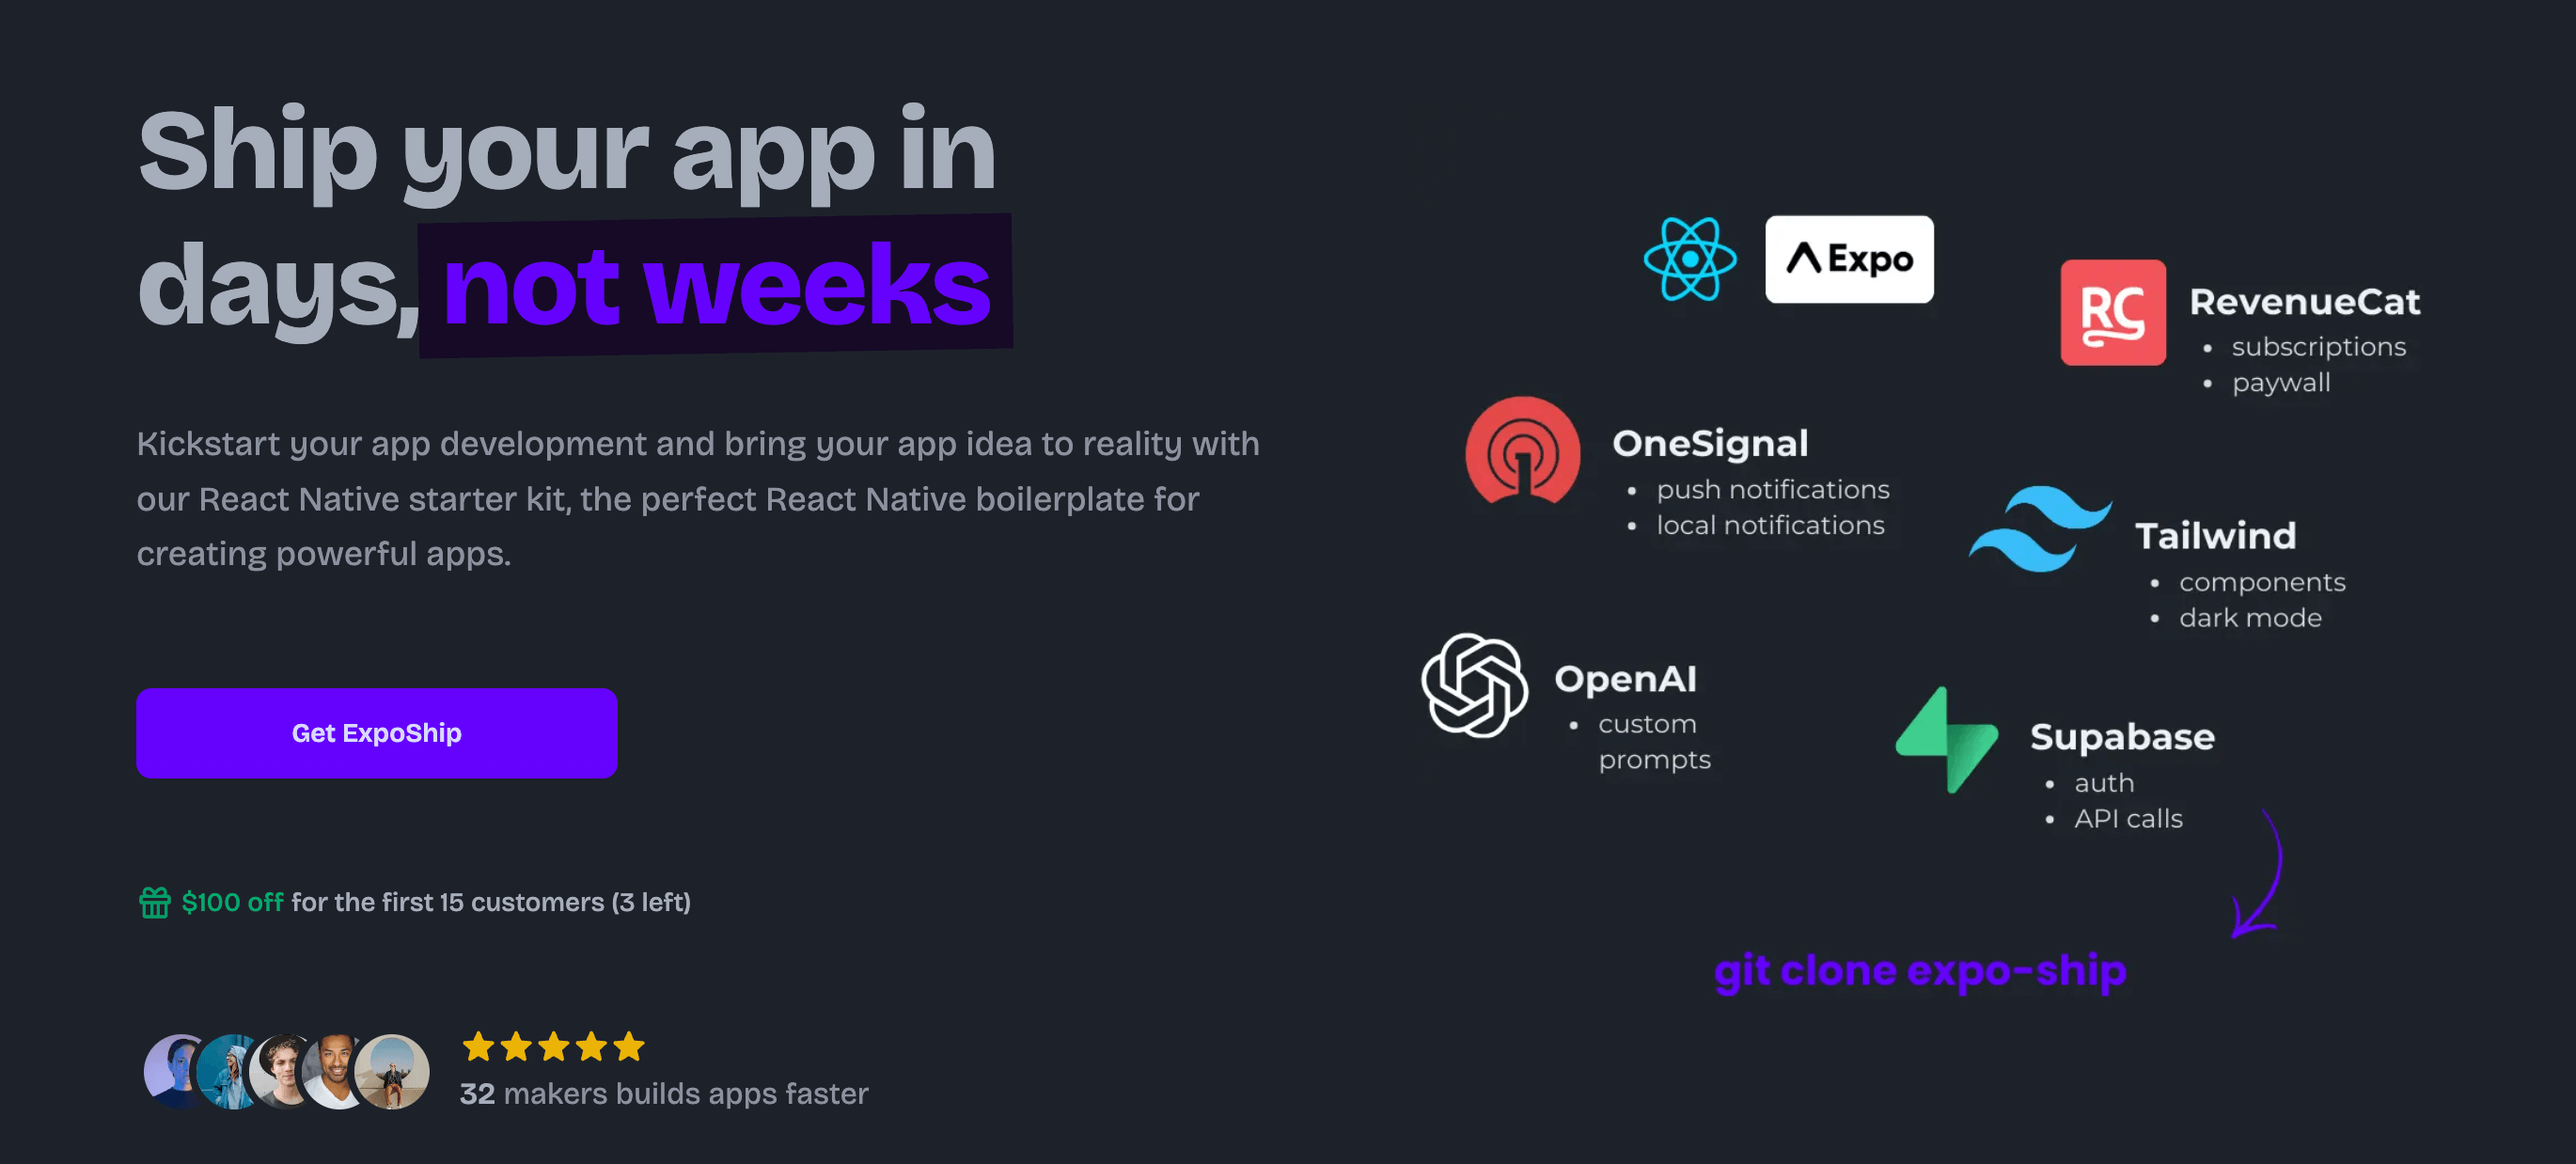 Ship your app in
days, not weeks
Kickstart your app development and bring your app idea to reality with
our React Native starter kit, the perfect React Native boilerplate for
creating powerful apps.
Get ExpoShip
$100 off for the first 15 customers (3 left)
32 makers builds apps faster
Expo
RC
RevenueCat
• subscriptions
• paywall
OneSignal
• push notifications
• local notifications
Tailwind
• components
• dark mode
OpenAI
• custom
prompts
Supabase
• auth
• API calls
git clone expo-ship